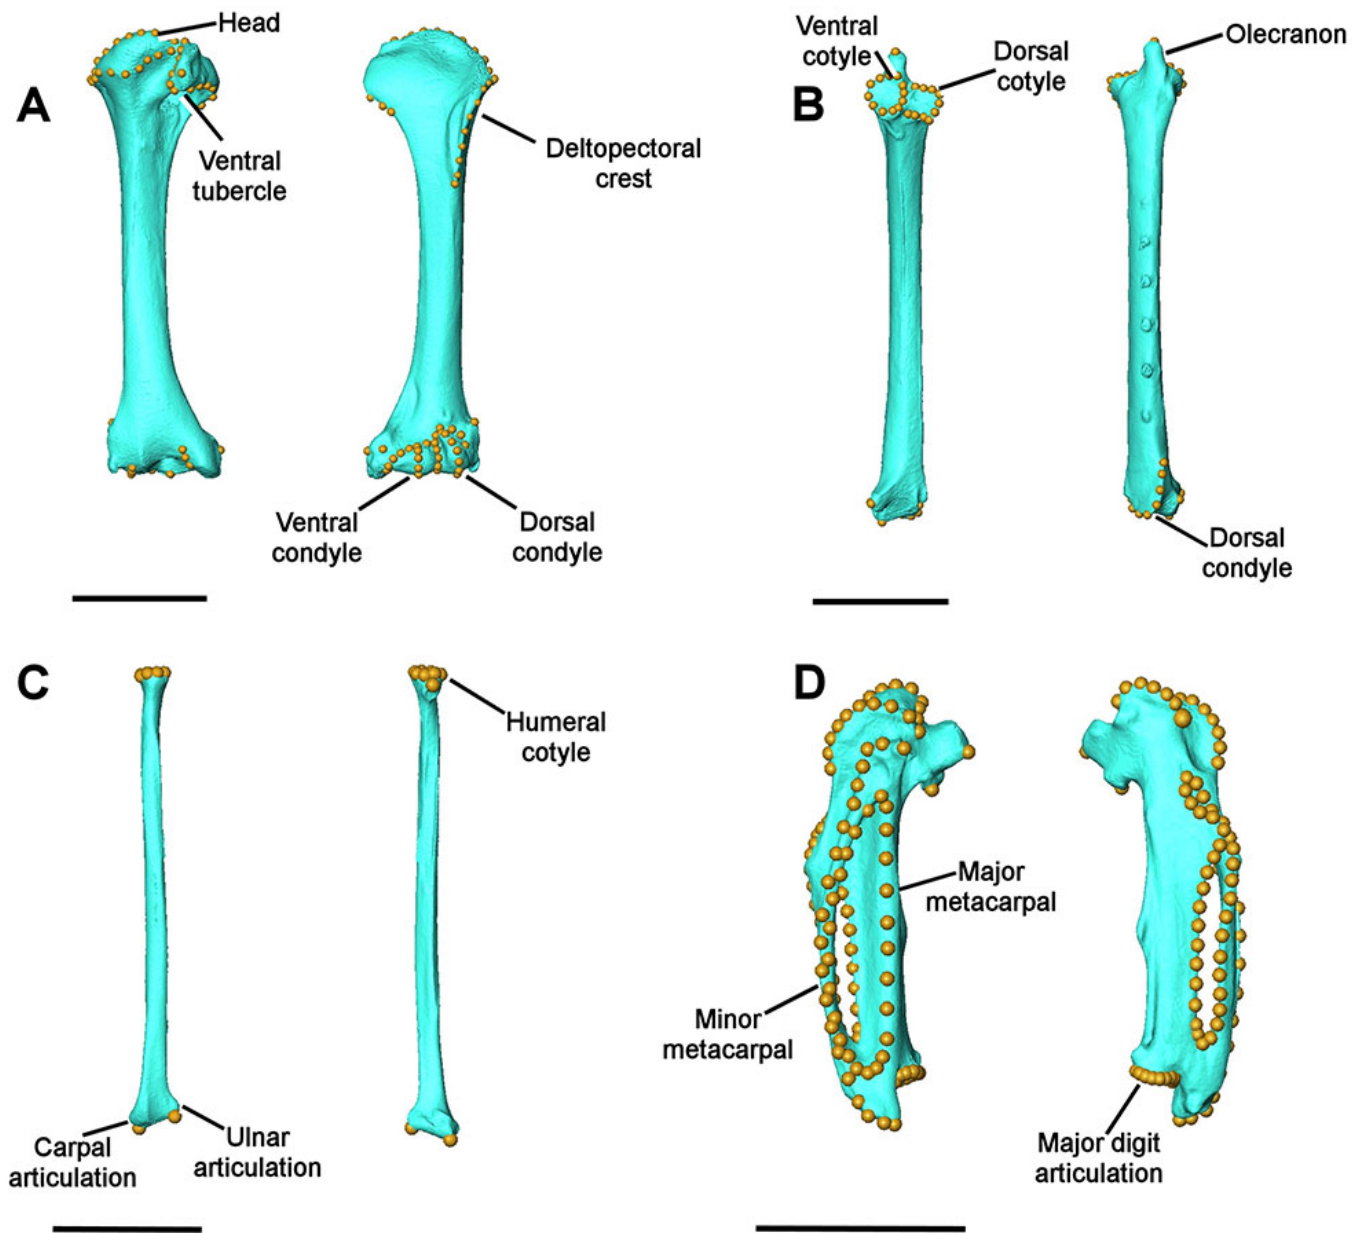 A
Head
Ventral
tubercle
Deltopectoral
crest
Ventral
condyle
Dorsal
condyle
B
Ventral
cotyle
Dorsal
cotyle
Olecranon
Dorsal
condyle
C
Humeral
cotyle
Carpal
articulation
Ulnar
articulation
D
Major
metacarpal
Minor
metacarpal
Major digit
articulation